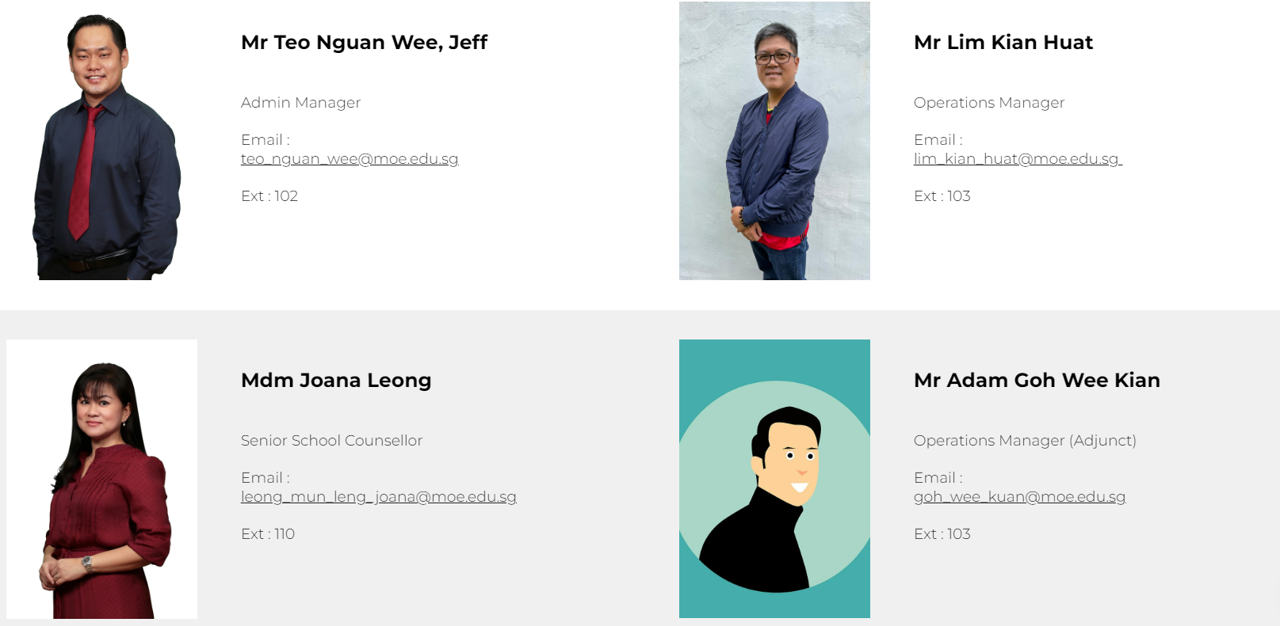 Mr Teo Nguan Wee, Jeff
Admin Manager
Email :
teo_nguan_wee@moe.edu.sg
Ext : 102
Mr Lim Kian Huat
Operations Manager
Email :
lim_kian_huat@moe.edu.sg
Ext : 103
Mdm Joana Leong
Senior School Counsellor
Email :
leong_mun_leng_joana@moe.edu.sg
Ext : 110
Mr Adam Goh Wee Kian
Operations Manager (Adjunct)
Email :
goh_wee_kuan@moe.edu.sg
Ext : 103